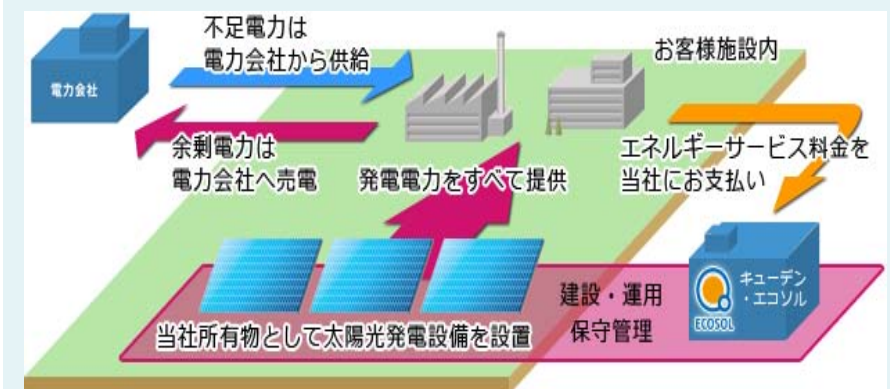 不足電力は
電力会社から供給
お客様施設内
電力会社
余剰電力は
電力会社へ売電
発電電力をすべて提供
エネルギーサービス料金を
当社にお支払い
建設・運用
保守管理
キューデン
・エコソル
ECOSOL
当社所有物として太陽光発電設備を設置